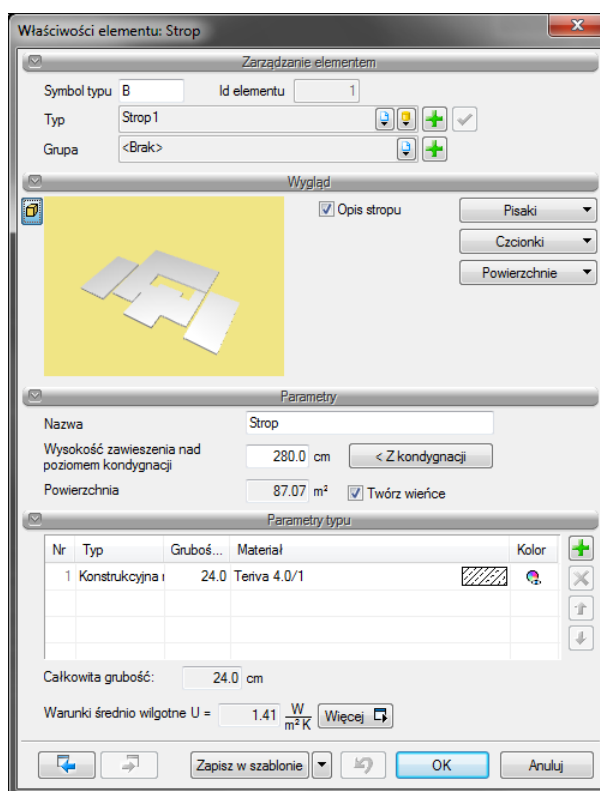 Właściwości elementu: Strop
Zarządzanie elementem
Symbol typu B Id elementu 1
Typ Strop1
Grupa <Brak>
Wygląd
Opis stropu Pisaki
Czcionki
Powierzchnie
Parametry
Nazwa Strop
Wysokość zawieszenia nad
poziomem kondygnacji 280.0 cm < Z kondygnacji
Powierzchnia 87.07 m² Twórz wieńce
Parametry typu
Nr Typ Gruboś... Materiał Kolor
1 Konstrukcyjna 24.0 Teriva 4.0/1
Całkowita grubość: 24.0 cm
Warunki średnio wilgotne U = 1.41 W/m² K Więcej
Zapisz w szablonie OK Anuluj